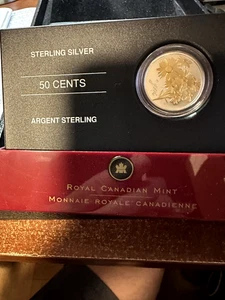 STERLING SILVER
50 CENTS
ARGENT STERLING
ROYAL CANADIAN MINT
MONNAIE ROYALE CANADIENNE